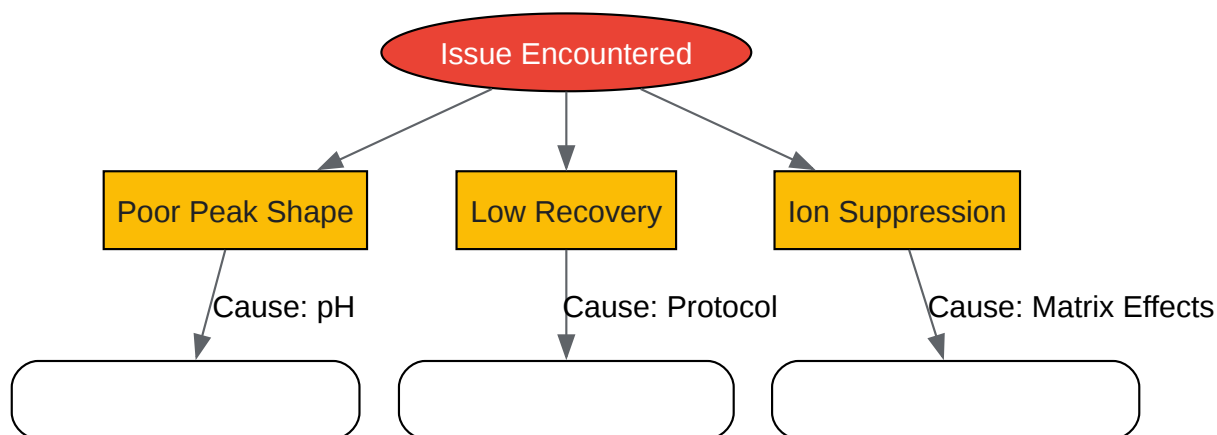 Issue Encountered
Poor Peak Shape
Low Recovery
Ion Suppression
Cause: pH
Cause: Protocol
Cause: Matrix Effects